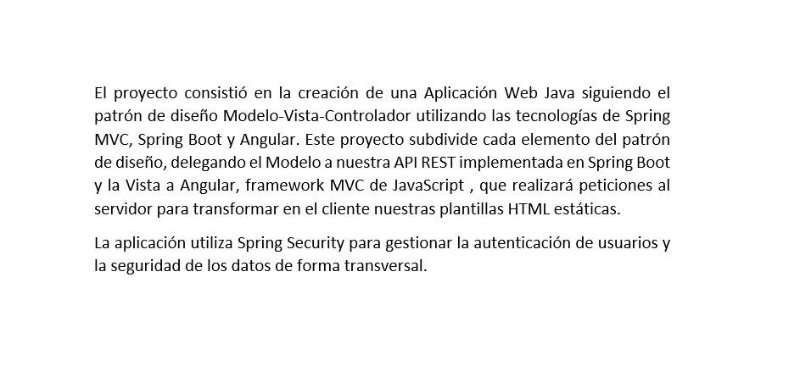 El proyecto consistió en la creación de una Aplicación Web Java siguiendo el
patrón de diseño Modelo-Vista-Controlador utilizando las tecnologías de Spring
MVC, Spring Boot y Angular. Este proyecto subdivide cada elemento del patrón
de diseño, delegando el Modelo a nuestra API REST implementada en Spring Boot
y la Vista a Angular, framework MVC de JavaScript , que realizará peticiones al
servidor para transformar en el cliente nuestras plantillas HTML estáticas.
La aplicación utiliza Spring Security para gestionar la autenticación de usuarios y
la seguridad de los datos de forma transversal.